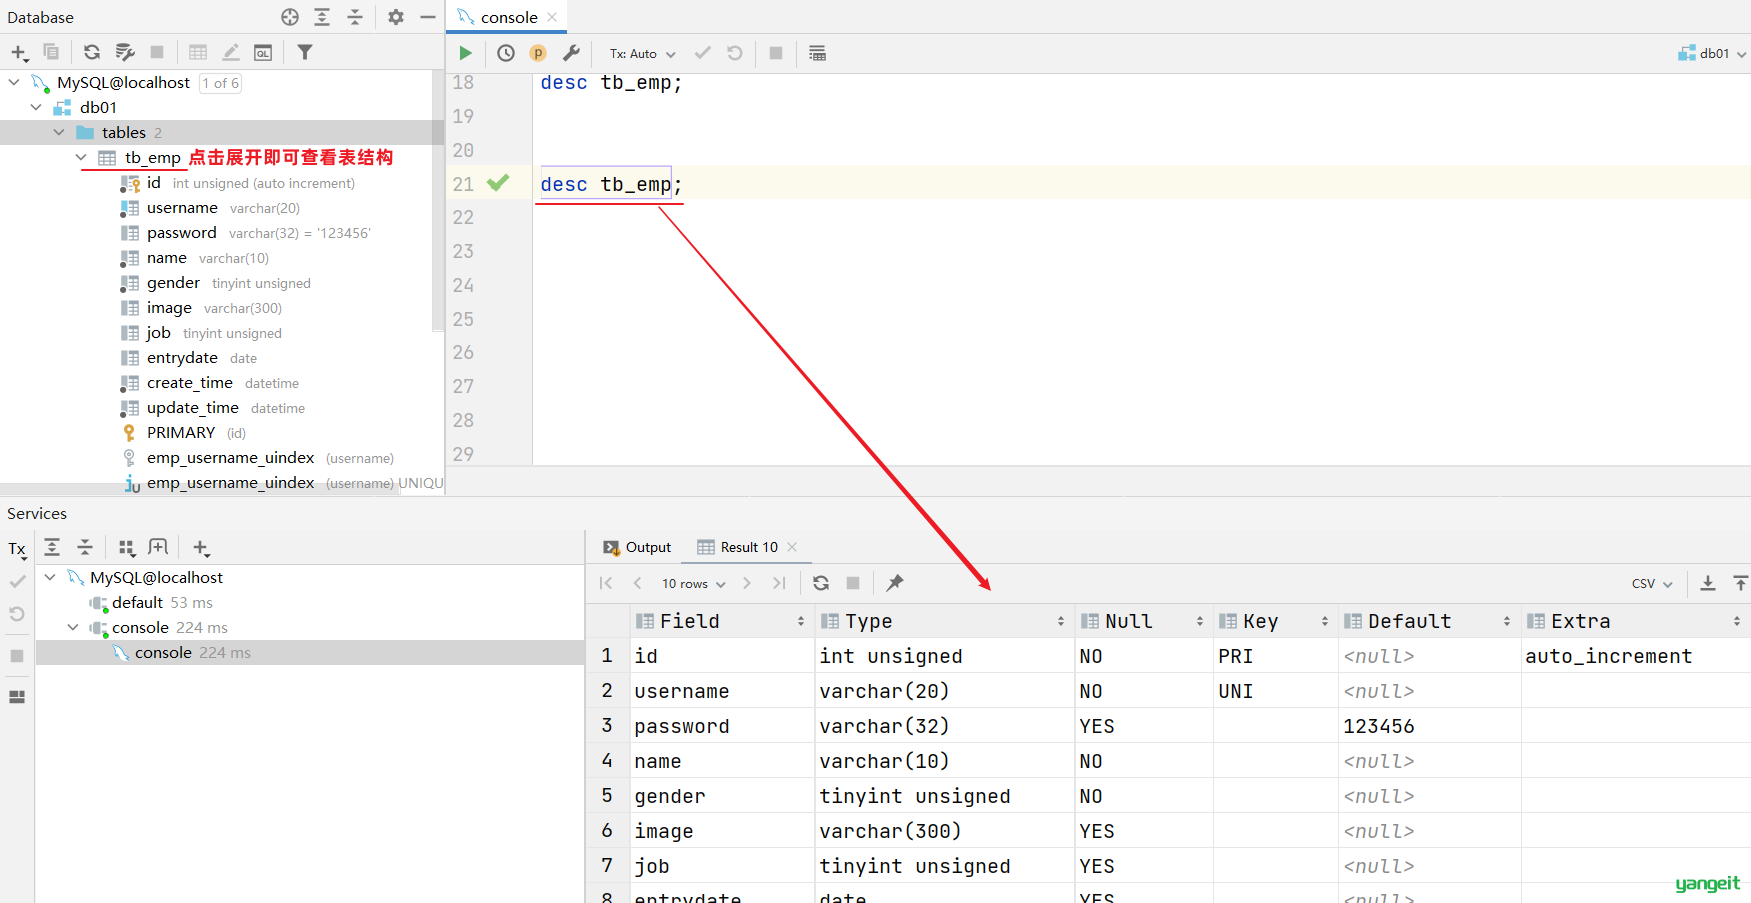 Database
console
Tx: Auto
db01
MySQL@localhost 1 of 6
db01
tables 2
tb_emp 点击展开即可查看表结构
id int unsigned (auto increment)
username varchar(20)
password varchar(32) = '123456'
name varchar(10)
gender tinyint unsigned
image varchar(300)
job tinyint unsigned
entrydate date
create_time datetime
update_time datetime
PRIMARY (id)
emp_username_uindex (username)
emp_username_uindex (username) UNIQU
18 desc tb_emp;
19
20
21 desc tb_emp;
22
23
24
25
26
27
28
29
Services
Tx
MySQL@localhost
default 53 ms
console 224 ms
console 224 ms
Output Result 10
10 rows CSV
Field Type Null Key Default Extra
1 id int unsigned NO PRI <null> auto_increment
2 username varchar(20) NO UNI <null>
3 password varchar(32) YES 123456
4 name varchar(10) NO <null>
5 gender tinyint unsigned NO <null>
6 image varchar(300) YES <null>
7 job tinyint unsigned YES <null>
8 entrydate date YES <null>
yangeit